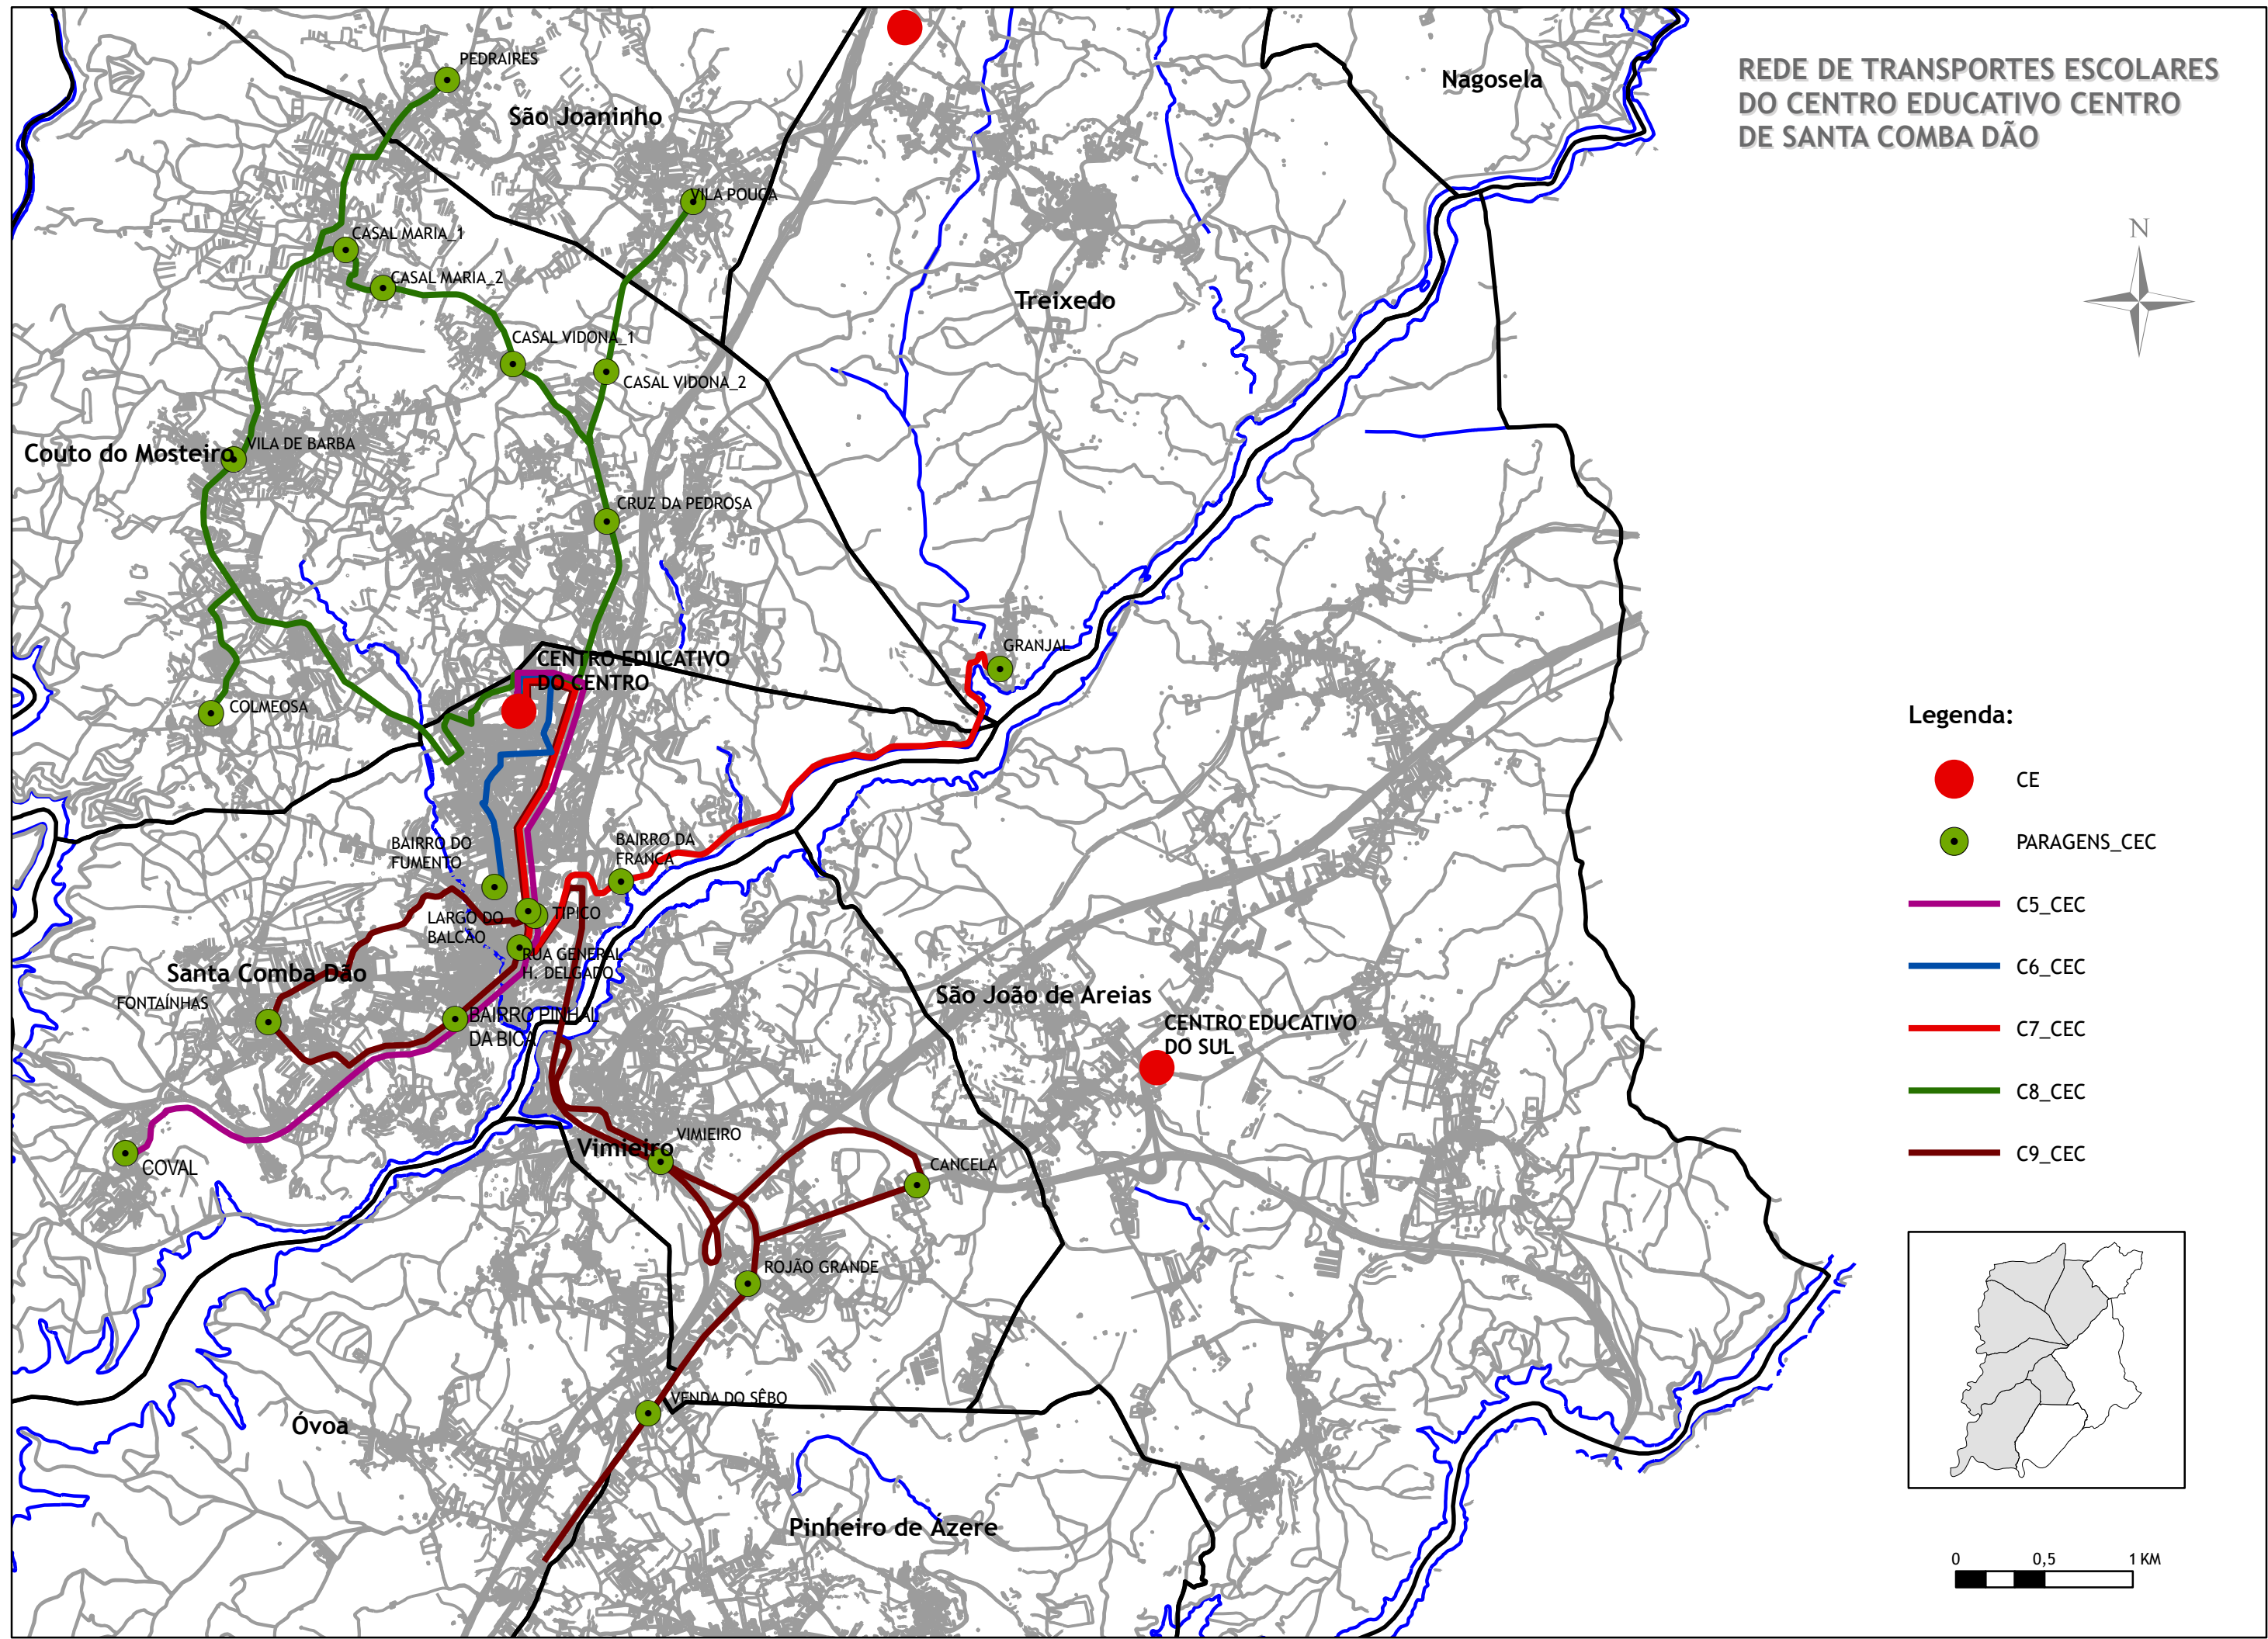 REDE DE TRANSPORTES ESCOLARES
DO CENTRO EDUCATIVO CENTRO
DE SANTA COMBA DÃO
N
PEDRAIRES
São Joaninho
Nagosela
VILA POUCA
CASAL MARIA_1
CASAL MARIA_2
Treixedo
CASAL VIDONA_1
CASAL VIDONA_2
Couto do Mosteiro
VILA DE BARBA
CRUZ DA PEDROSA
GRANJAL
CENTRO EDUCATIVO
DO CENTRO
COLMEOSA
BAIRRO DO
FUMENTO
BAIRRO DA
FRANÇA
LARGO DO
BALCÃO
TIPICO
RUA GENERAL
H. DELGADO
Santa Comba Dão
FONTAÍNHAS
BAIRRO PINHAL
DA BICA
São João de Areias
CENTRO EDUCATIVO
DO SUL
COVAL
Vimieiro
VIMIEIRO
CANCELA
ROJÃO GRANDE
VENDA DO SÊBO
Óvoa
Pinheiro de Ázere
Legenda:
CE
PARAGENS_CEC
C5_CEC
C6_CEC
C7_CEC
C8_CEC
C9_CEC
0 0,5 1 KM